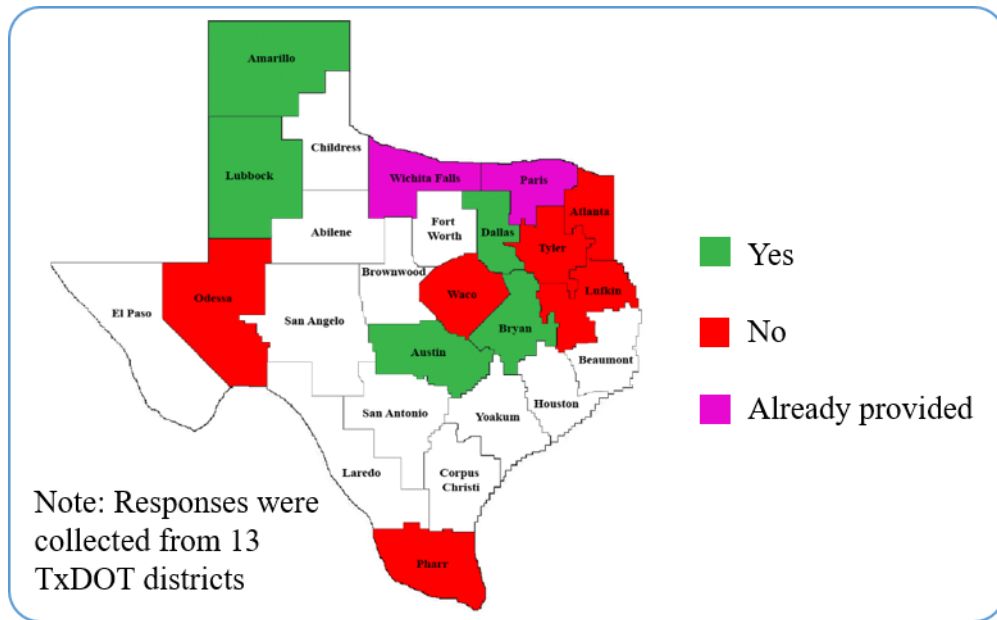 Amarillo
Childress
Lubbock
Wichita Falls
Paris
Atlanta
Abilene
Fort
Worth
Dallas
Tyler
Brownwood
Odessa
Waco
Lufkin
El Paso
San Angelo
Bryan
Austin
Beaumont
San Antonio
Yoakum
Houston
Laredo
Corpus
Christi
Pharr
Yes
No
Already provided
Note: Responses were
collected from 13
TxDOT districts